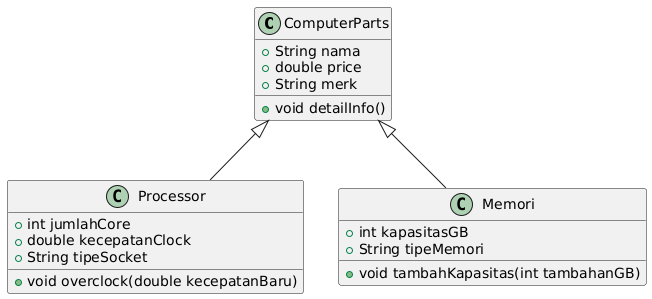 C ComputerParts
String nama
double price
String merk
void detailInfo()
C Processor
int jumlahCore
double kecepatanClock
String tipeSocket
void overclock(double kecepatanBaru)
C Memori
int kapasitasGB
String tipeMemori
void tambahKapasitas(int tambahanGB)